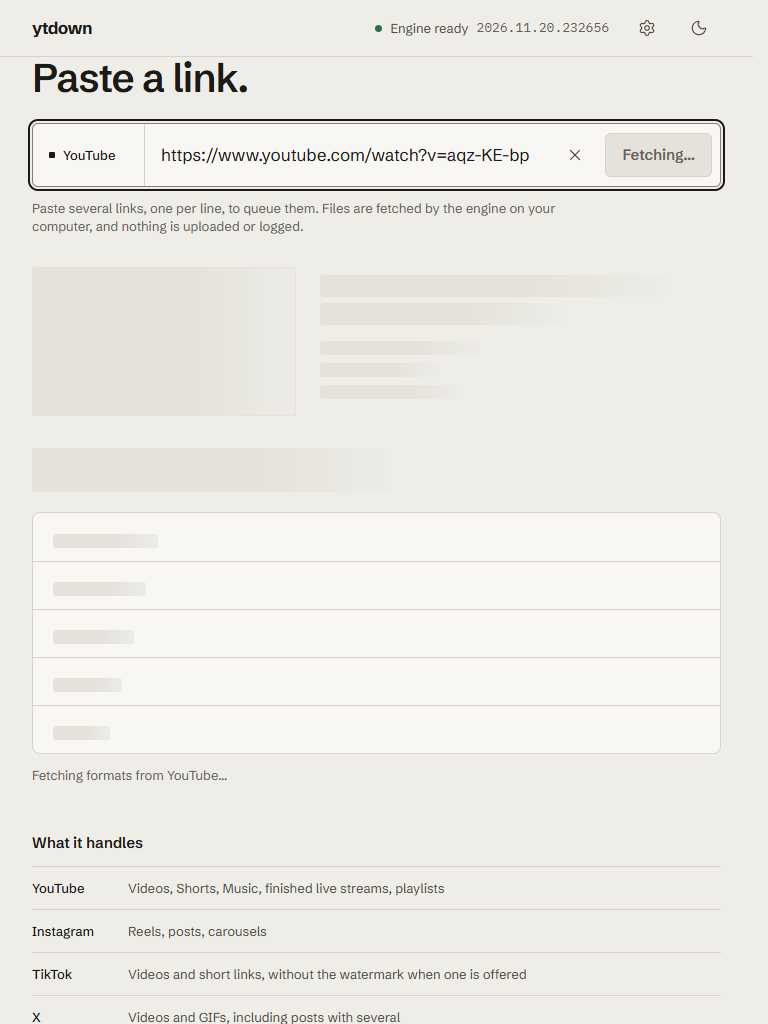 ytdown
Engine ready 2026.11.20.232656
Paste a link.
YouTube
https://www.youtube.com/watch?v=aqz-KE-bp
Fetching...
Paste several links, one per line, to queue them. Files are fetched by the engine on your
computer, and nothing is uploaded or logged.
Fetching formats from YouTube...
What it handles
YouTube Videos, Shorts, Music, finished live streams, playlists
Instagram Reels, posts, carousels
TikTok Videos and short links, without the watermark when one is offered
X Videos and GIFs, including posts with several